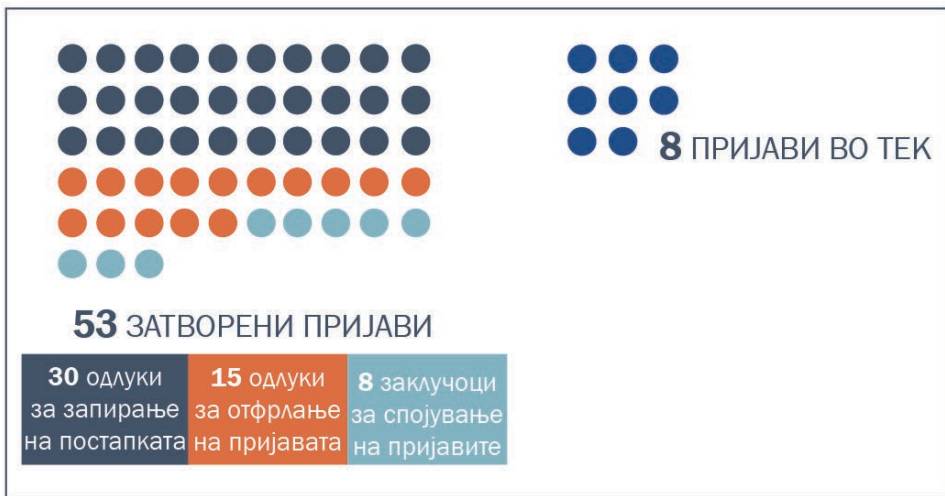 8 ПРИЈАВИ ВО ТЕК
53 ЗАТВОРЕНИ ПРИЈАВИ
30 одлуки
за запирање
на постапката
15 одлуки
за отфрлање
на пријавата
8 заклучоци
за спојување
на пријавите